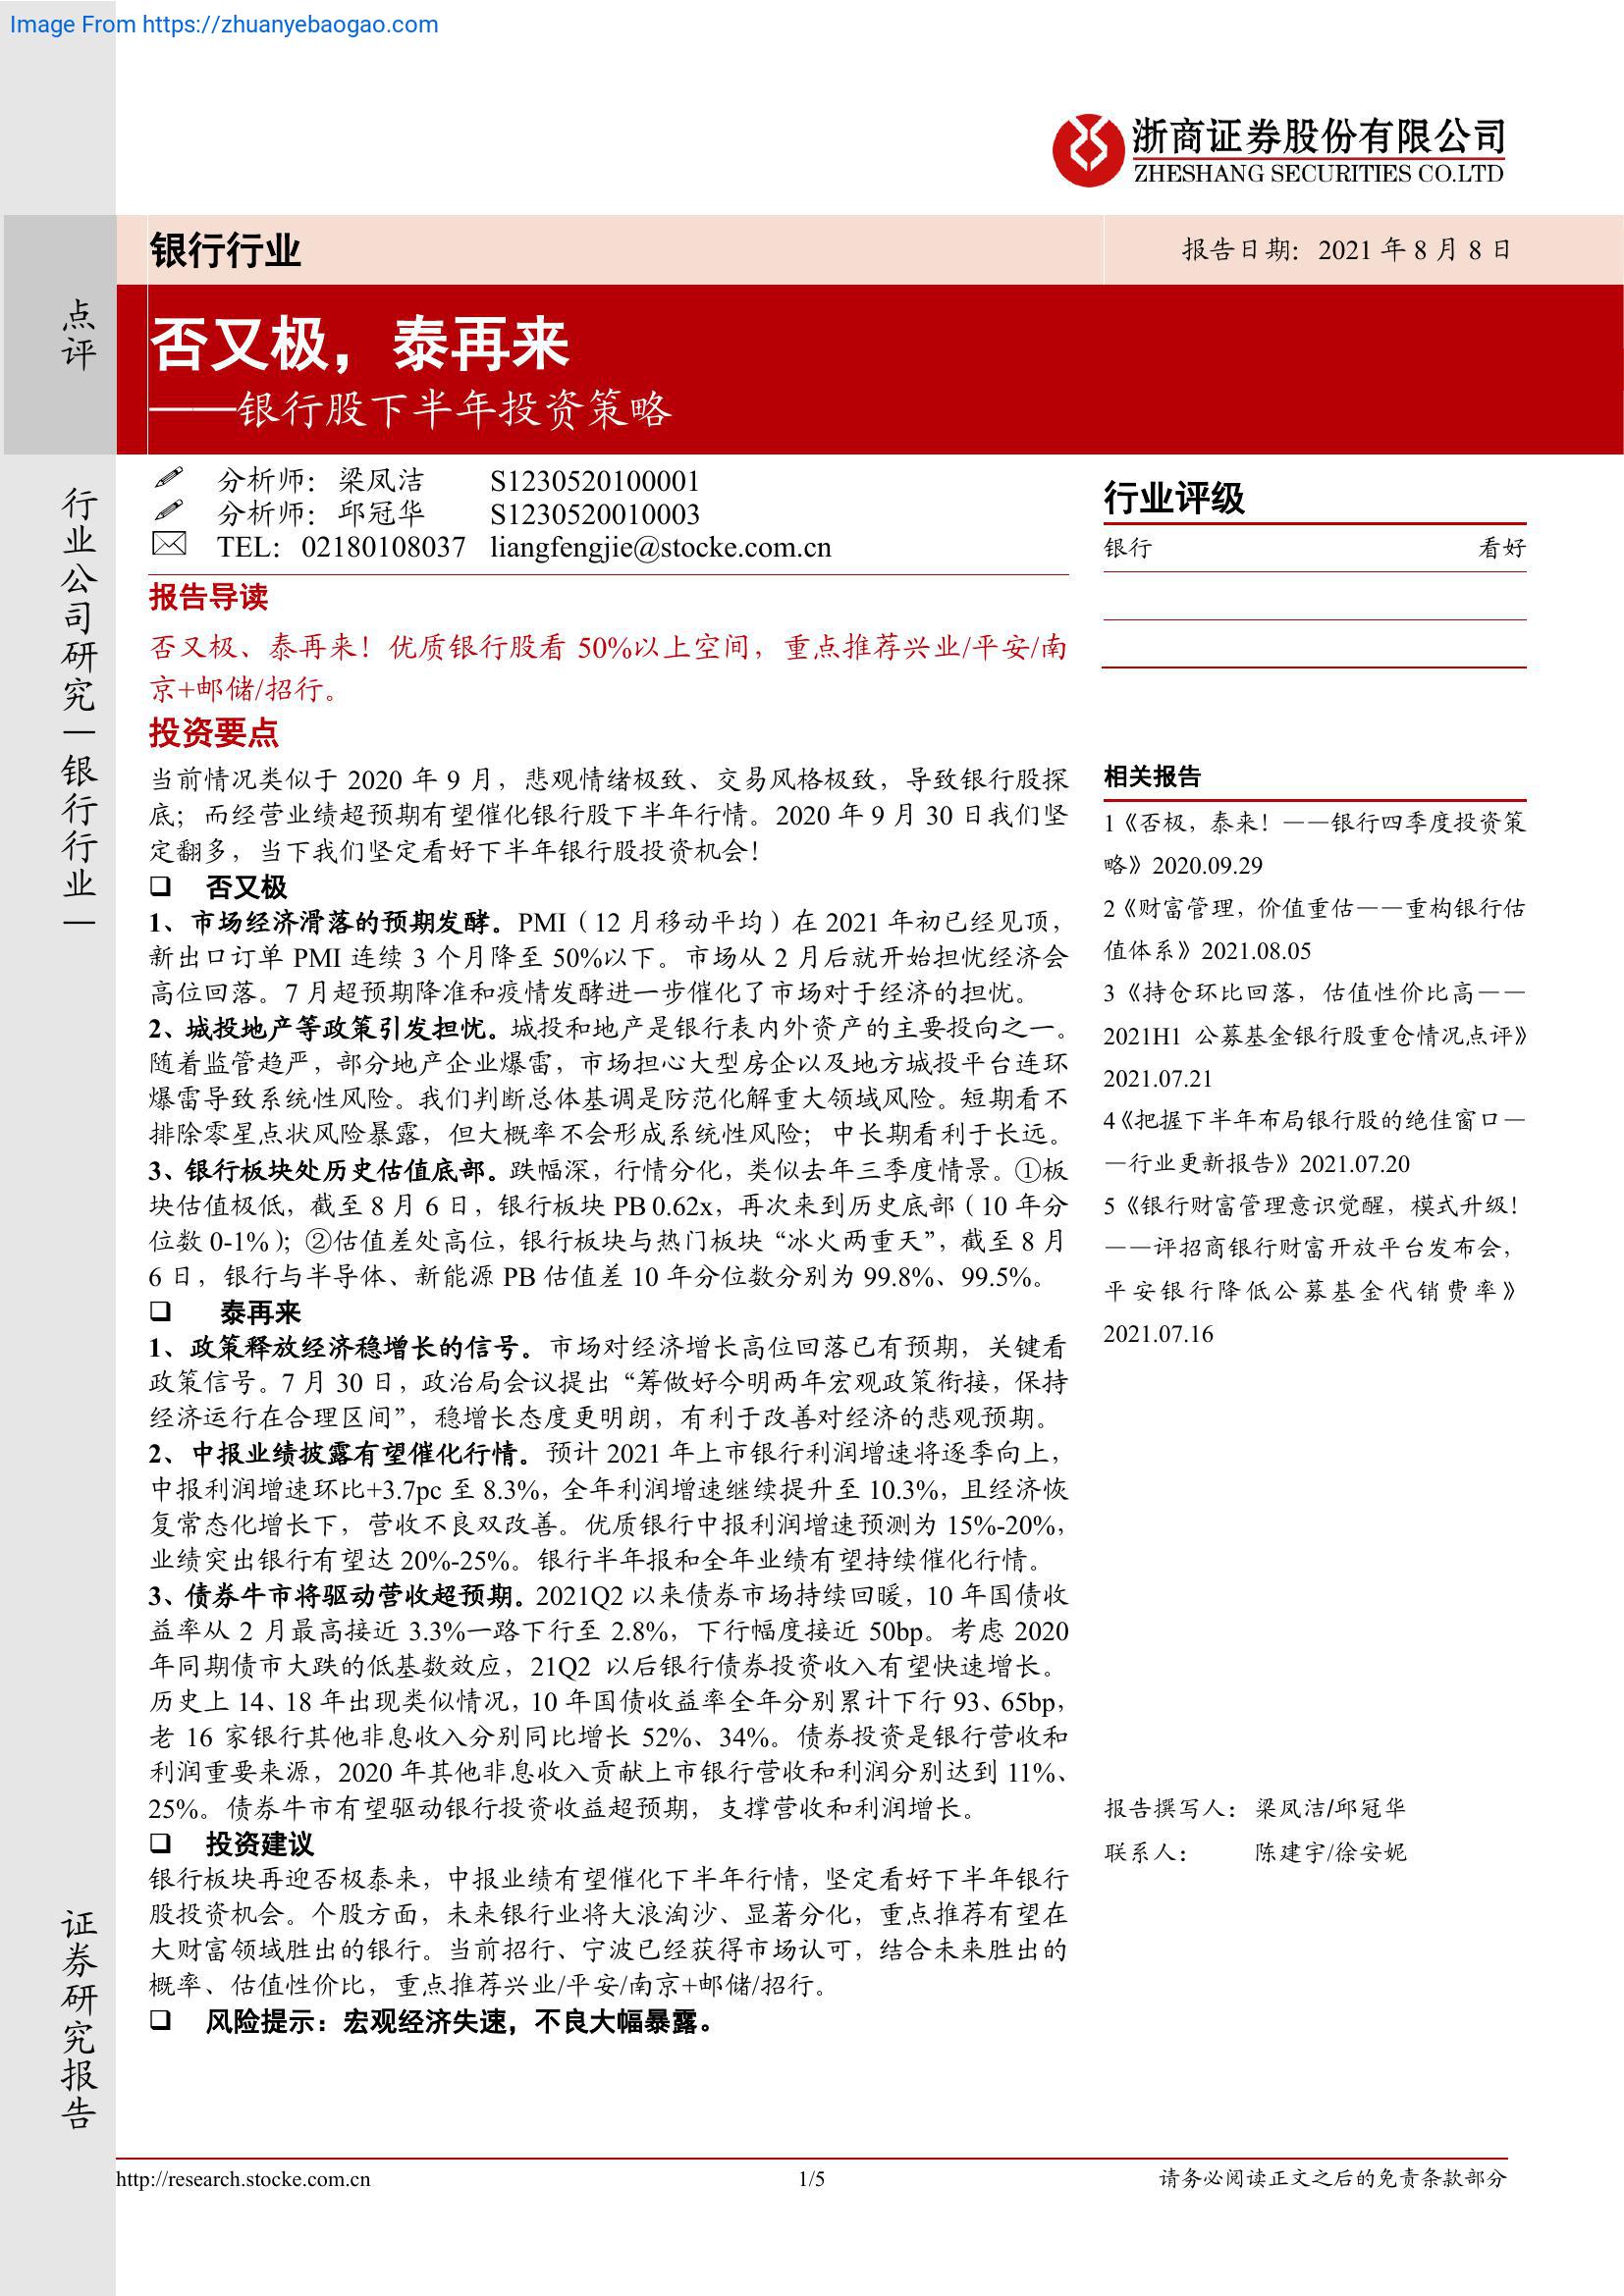 Image From https://zhuanyebaogao.com
浙商证券股份有限公司
ZHESHANG SECURITIES CO.LTD
银行行业
报告日期：2021 年 8 月 8 日
点评
否又极，泰再来
——银行股下半年投资策略
行业公司研究｜银行行业｜
分析师：梁凤洁 S1230520100001
分析师：邱冠华 S1230520010003
TEL：02180108037 liangfengjie@stocke.com.cn
报告导读
否又极、泰再来！优质银行股看 50%以上空间，重点推荐兴业/平安/南
京+邮储/招行。
投资要点
当前情况类似于 2020 年 9 月，悲观情绪极致、交易风格极致，导致银行股探
底；而经营业绩超预期有望催化银行股下半年行情。2020 年 9 月 30 日我们坚
定翻多，当下我们坚定看好下半年银行股投资机会！
❑ 否又极
1、市场经济滑落的预期发酵。PMI（12 月移动平均）在 2021 年初已经见顶，
新出口订单 PMI 连续 3 个月降至 50%以下。市场从 2 月后就开始担忧经济会
高位回落。7 月超预期降准和疫情发酵进一步催化了市场对于经济的担忧。
2、城投地产等政策引发担忧。城投和地产是银行表内外资产的主要投向之一。
随着监管趋严，部分地产企业爆雷，市场担心大型房企以及地方城投平台连环
爆雷导致系统性风险。我们判断总体基调是防范化解重大领域风险。短期看不
排除零星点状风险暴露，但大概率不会形成系统性风险；中长期看利于长远。
3、银行板块处历史估值底部。跌幅深，行情分化，类似去年三季度情景。①板
块估值极低，截至 8 月 6 日，银行板块 PB 0.62x，再次来到历史底部（10 年分
位数 0-1%）；②估值差处高位，银行板块与热门板块“冰火两重天”，截至 8 月
6 日，银行与半导体、新能源 PB 估值差 10 年分位数分别为 99.8%、99.5%。
❑ 泰再来
1、政策释放经济稳增长的信号。市场对经济增长高位回落已有预期，关键看
政策信号。7 月 30 日，政治局会议提出“筹做好今明两年宏观政策衔接，保持
经济运行在合理区间”，稳增长态度更明朗，有利于改善对经济的悲观预期。
2、中报业绩披露有望催化行情。预计 2021 年上市银行利润增速将逐季向上，
中报利润增速环比+3.7pc 至 8.3%，全年利润增速继续提升至 10.3%，且经济恢
复常态化增长下，营收不良双改善。优质银行中报利润增速预测为 15%-20%，
业绩突出银行有望达 20%-25%。银行半年报和全年业绩有望持续催化行情。
3、债券牛市将驱动营收超预期。2021Q2 以来债券市场持续回暖，10 年国债收
益率从 2 月最高接近 3.3%一路下行至 2.8%，下行幅度接近 50bp。考虑 2020
年同期债市大跌的低基数效应，21Q2 以后银行债券投资收入有望快速增长。
历史上 14、18 年出现类似情况，10 年国债收益率全年分别累计下行 93、65bp，
老 16 家银行其他非息收入分别同比增长 52%、34%。债券投资是银行营收和
利润重要来源，2020 年其他非息收入贡献上市银行营收和利润分别达到 11%、
25%。债券牛市有望驱动银行投资收益超预期，支撑营收和利润增长。
❑ 投资建议
银行板块再迎否极泰来，中报业绩有望催化下半年行情，坚定看好下半年银行
股投资机会。个股方面，未来银行业将大浪淘沙、显著分化，重点推荐有望在
大财富领域胜出的银行。当前招行、宁波已经获得市场认可，结合未来胜出的
概率、估值性价比，重点推荐兴业/平安/南京+邮储/招行。
❑ 风险提示：宏观经济失速，不良大幅暴露。
行业评级
银行 看好
相关报告
1《否极，泰来！——银行四季度投资策
略》2020.09.29
2《财富管理，价值重估——重构银行估
值体系》2021.08.05
3《持仓环比回落，估值性价比高——
2021H1 公募基金银行股重仓情况点评》
2021.07.21
4《把握下半年布局银行股的绝佳窗口—
—行业更新报告》2021.07.20
5《银行财富管理意识觉醒，模式升级！
——评招商银行财富开放平台发布会，
平安银行降低公募基金代销费率》
2021.07.16
报告撰写人：梁凤洁/邱冠华
联系人：陈建宇/徐安妮
证券研究报告
http://research.stocke.com.cn
1/5
请务必阅读正文之后的免责条款部分